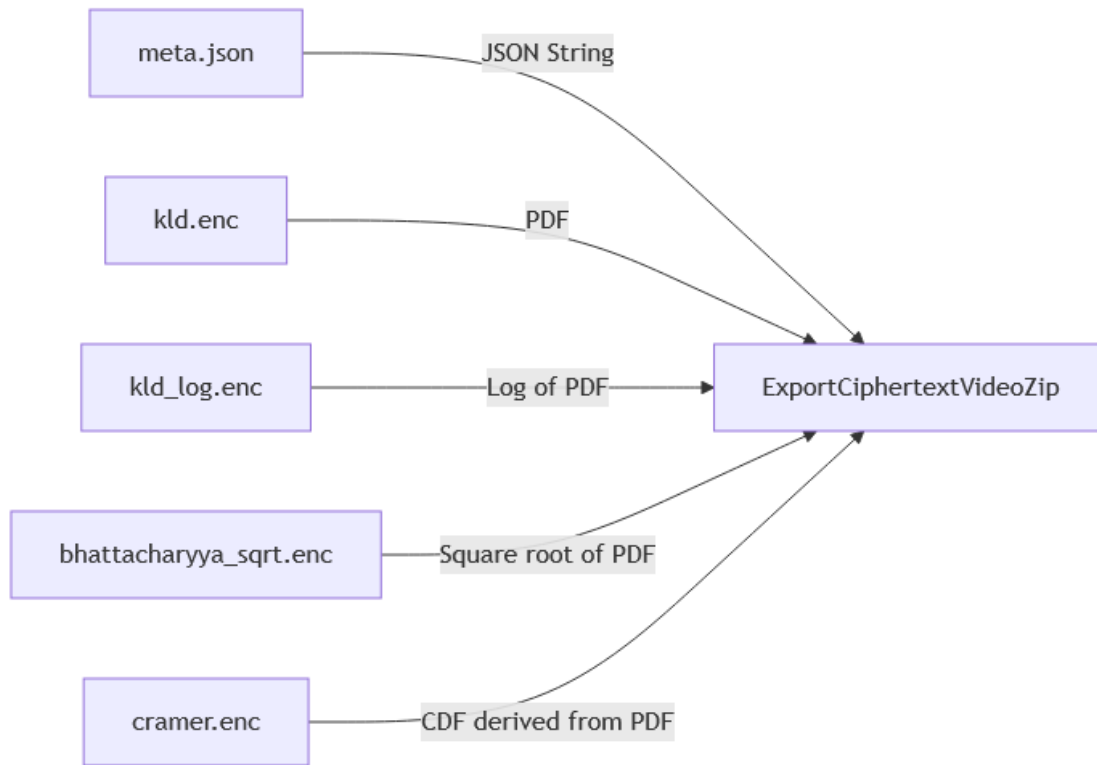 meta.json
JSON String
kld.enc
PDF
kld_log.enc
Log of PDF
ExportCiphertextVideoZip
bhattacharyya_sqrt.enc
Square root of PDF
cramer.enc
CDF derived from PDF